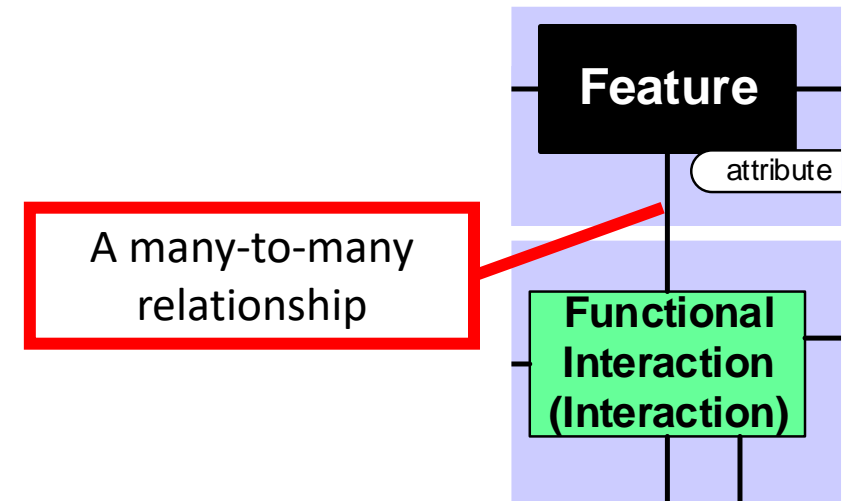 Feature
attribute
A many-to-many
relationship
Functional
Interaction
(Interaction)